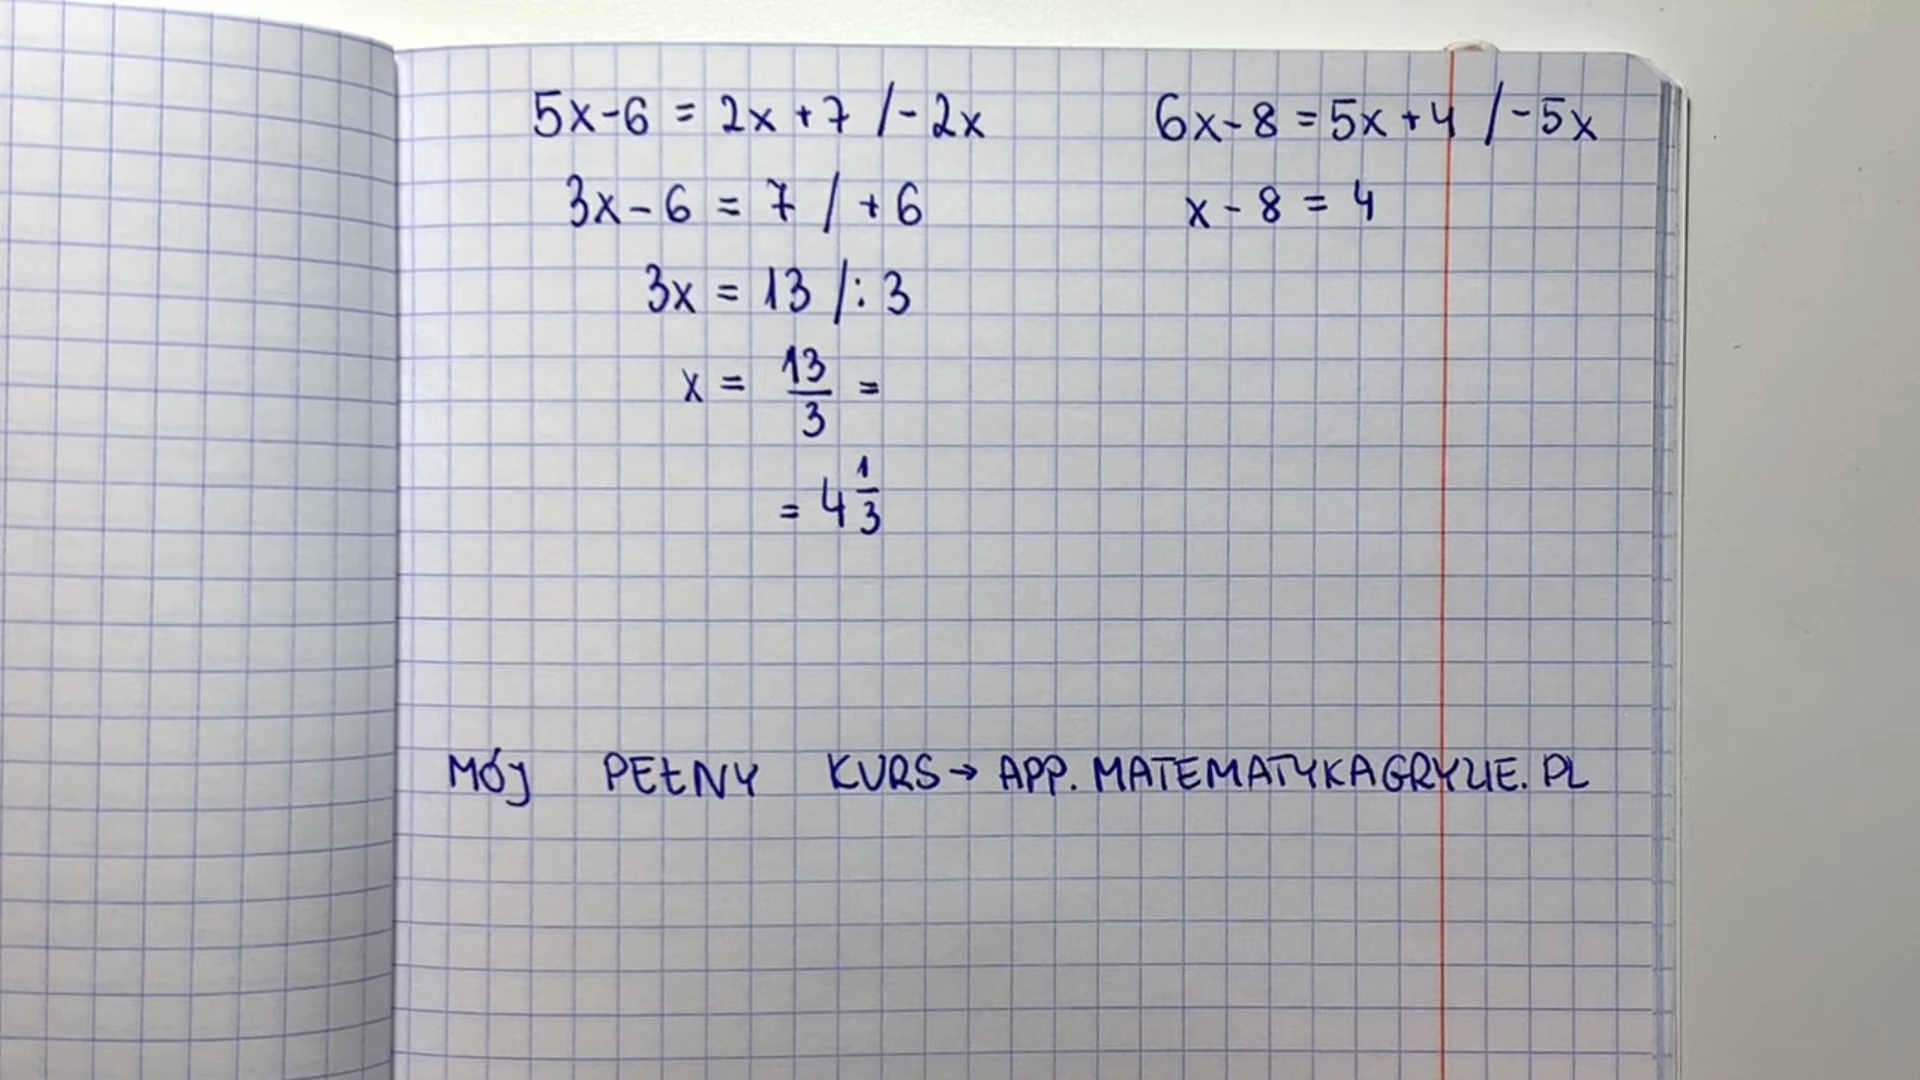 5x-6 = 2x+7 /-2x
3x-6 = 7 /+6
3x = 13 /:3
x = 13/3 =
= 4 1/3
6x-8 = 5x+4 /-5x
x-8 = 4
MÓJ PEŁNY KURS → APP.MATEMATYKAGRYZIE.PL